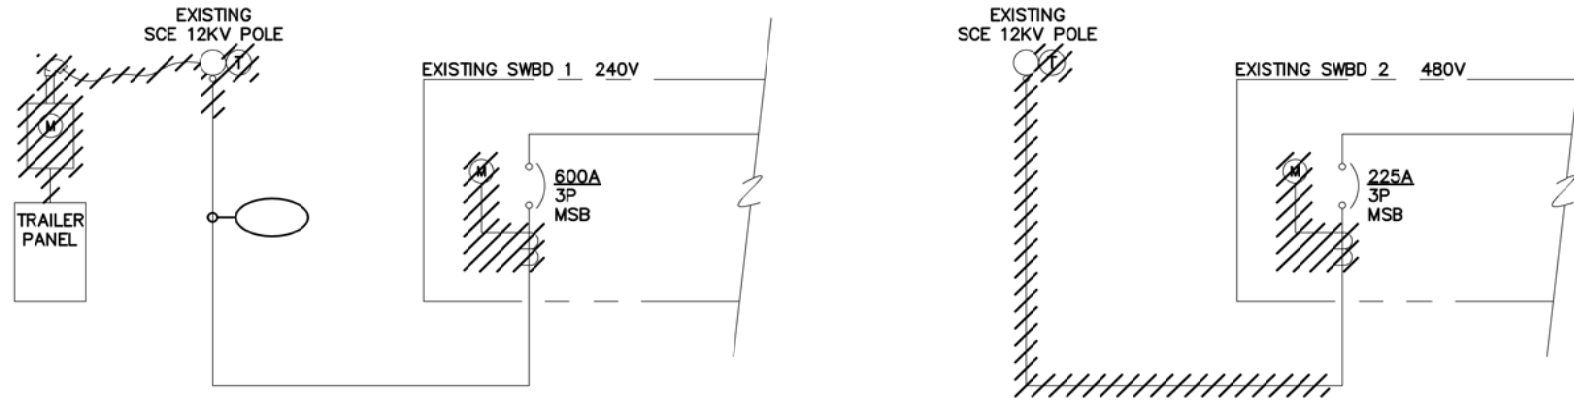 EXISTING
SCE 12KV POLE
T
EXISTING SWBD 1 240V
M
M
600A
3P
MSB
TRAILER
PANEL
EXISTING
SCE 12KV POLE
T
EXISTING SWBD 2 480V
M
225A
3P
MSB